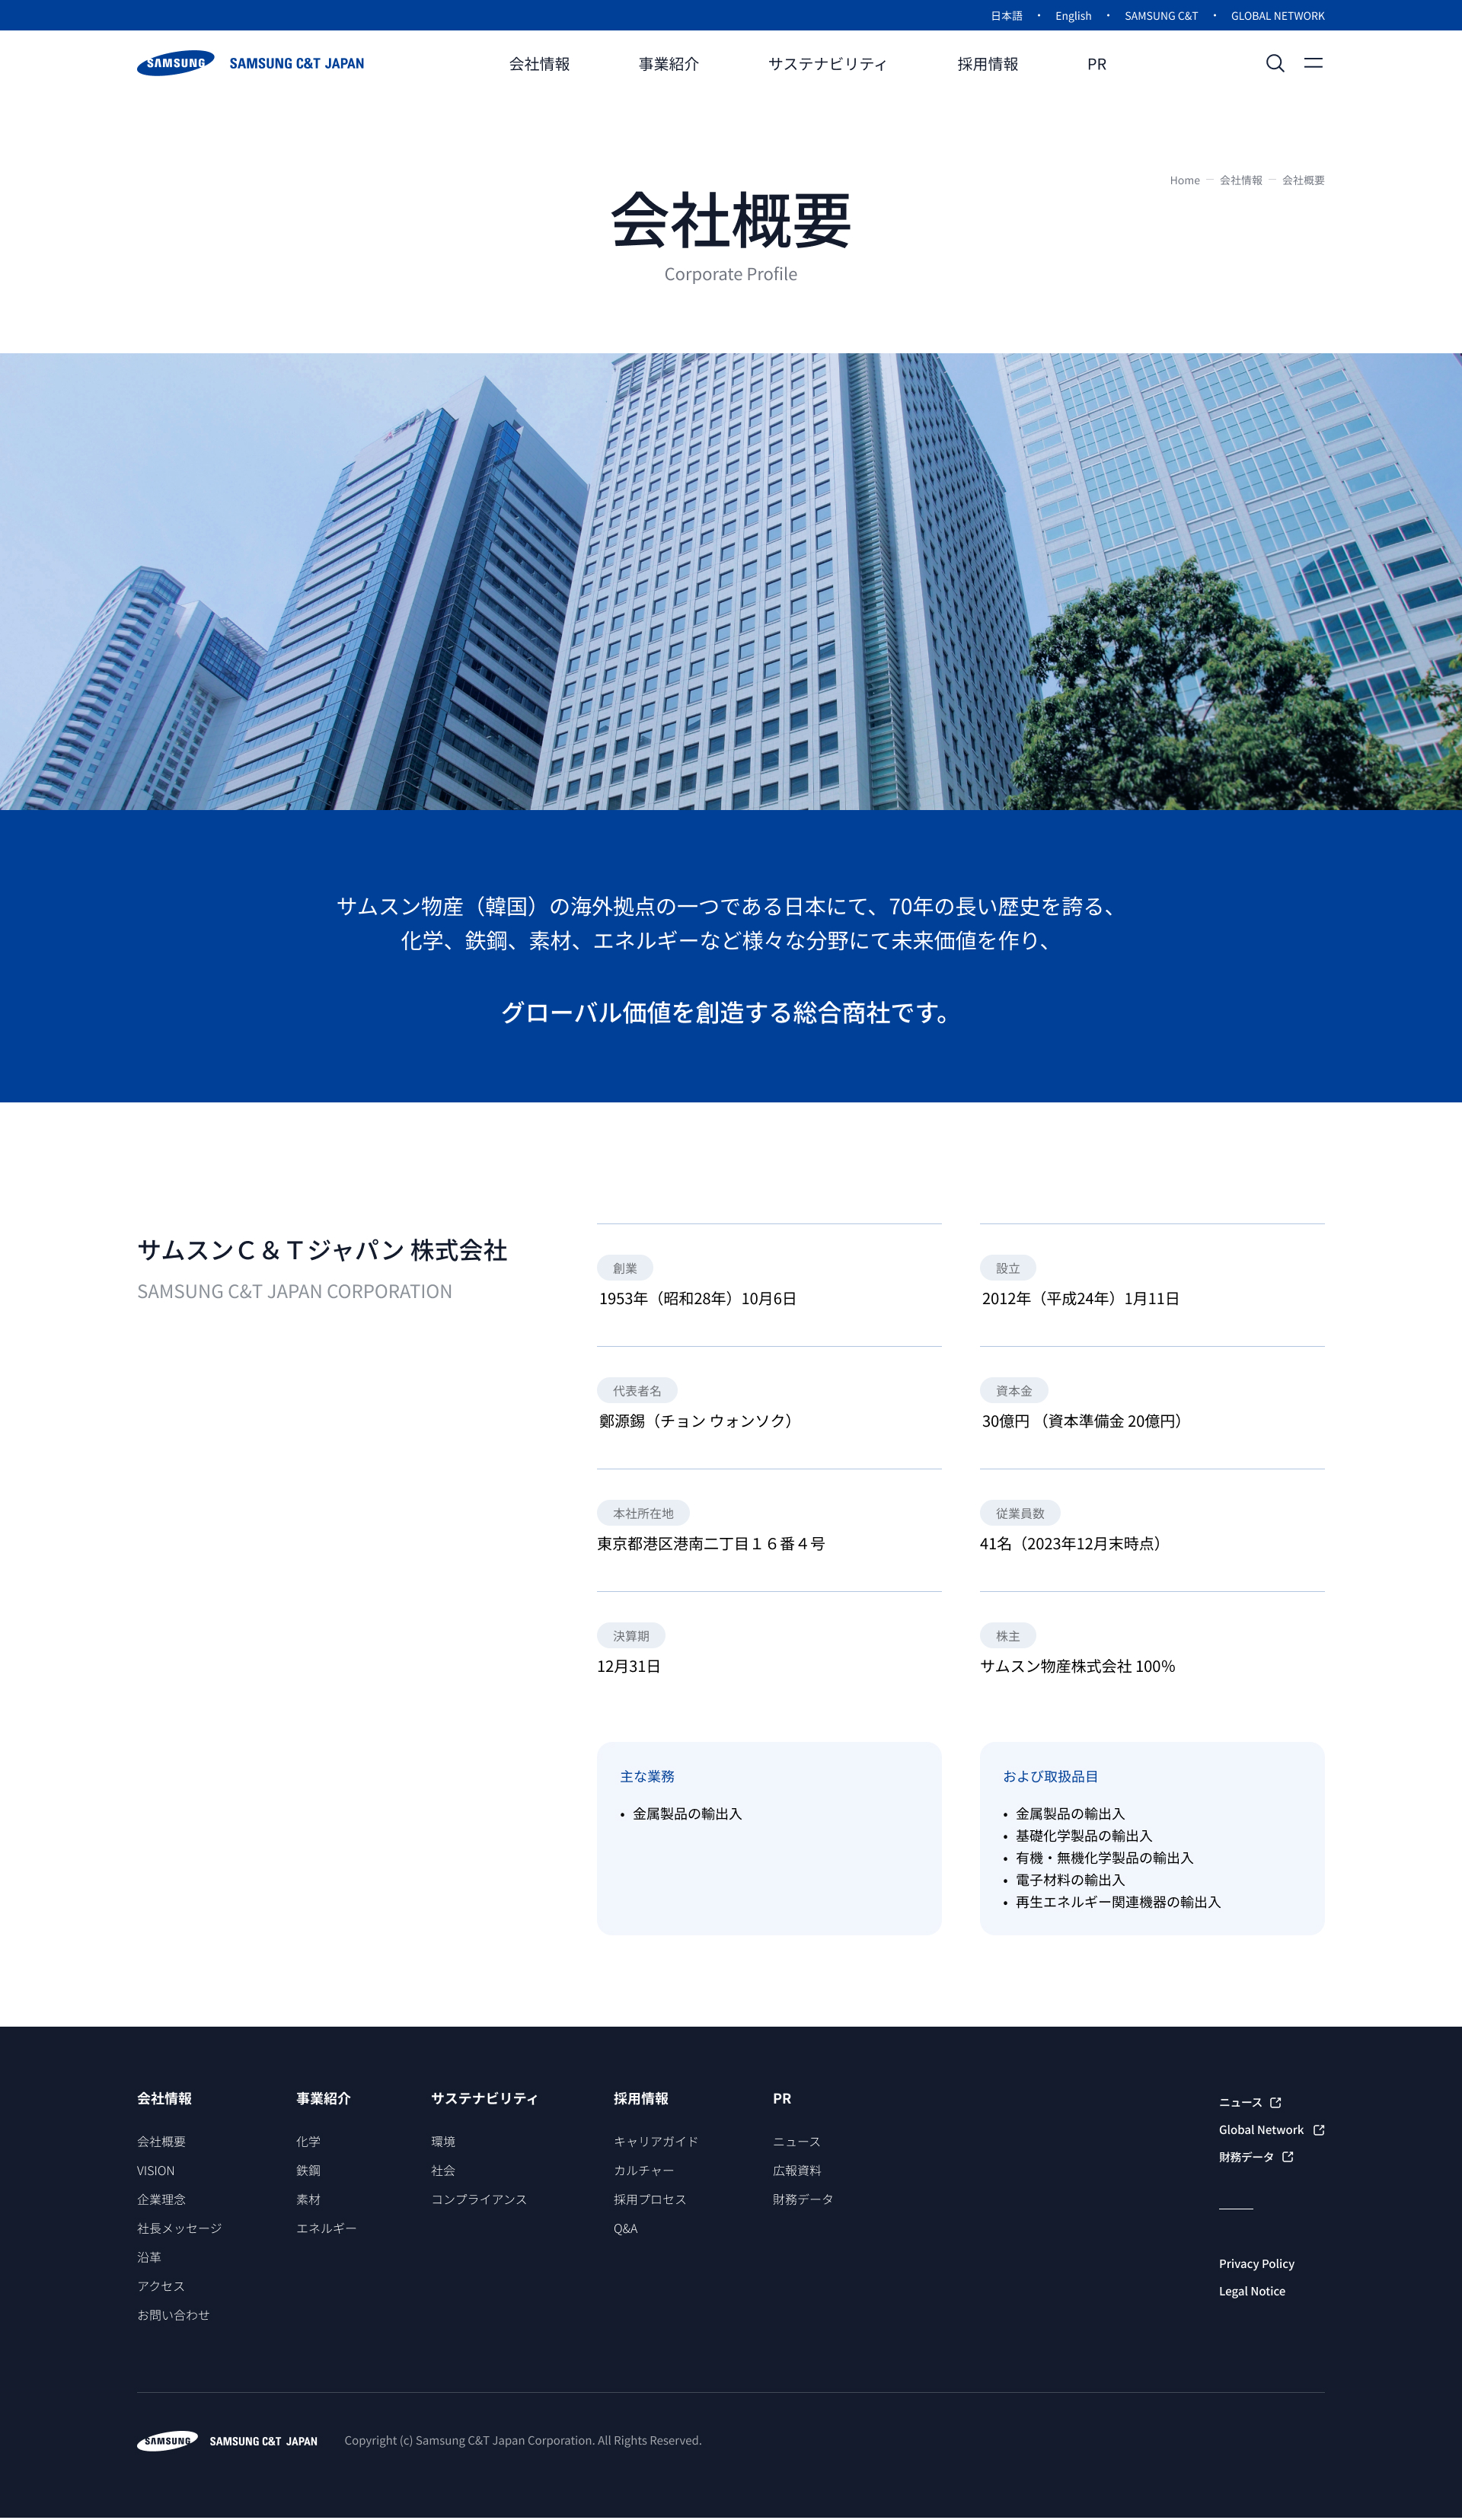 日本語 • English • SAMSUNG C&T • GLOBAL NETWORK
SAMSUNG SAMSUNG C&T JAPAN
会社情報 事業紹介 サステナビリティ 採用情報 PR
Home ー 会社情報 ー 会社概要
会社概要
Corporate Profile
サムスン物産（韓国）の海外拠点の一つである日本にて、70年の長い歴史を誇る、
化学、鉄鋼、素材、エネルギーなど様々な分野にて未来価値を作り、
グローバル価値を創造する総合商社です。
サムスンＣ＆Ｔジャパン 株式会社
SAMSUNG C&T JAPAN CORPORATION
創業
1953年（昭和28年）10月6日
設立
2012年（平成24年）1月11日
代表者名
鄭源錫（チョン ウォンソク）
資本金
30億円 （資本準備金 20億円）
本社所在地
東京都港区港南二丁目１６番４号
従業員数
41名（2023年12月末時点）
決算期
12月31日
株主
サムスン物産株式会社 100％
主な業務
• 金属製品の輸出入
および取扱品目
• 金属製品の輸出入
• 基礎化学製品の輸出入
• 有機・無機化学製品の輸出入
• 電子材料の輸出入
• 再生エネルギー関連機器の輸出入
会社情報
会社概要
VISION
企業理念
社長メッセージ
沿革
アクセス
お問い合わせ
事業紹介
化学
鉄鋼
素材
エネルギー
サステナビリティ
環境
社会
コンプライアンス
採用情報
キャリアガイド
カルチャー
採用プロセス
Q&A
PR
ニュース
広報資料
財務データ
ニュース
Global Network
財務データ
Privacy Policy
Legal Notice
SAMSUNG SAMSUNG C&T JAPAN
Copyright (c) Samsung C&T Japan Corporation. All Rights Reserved.